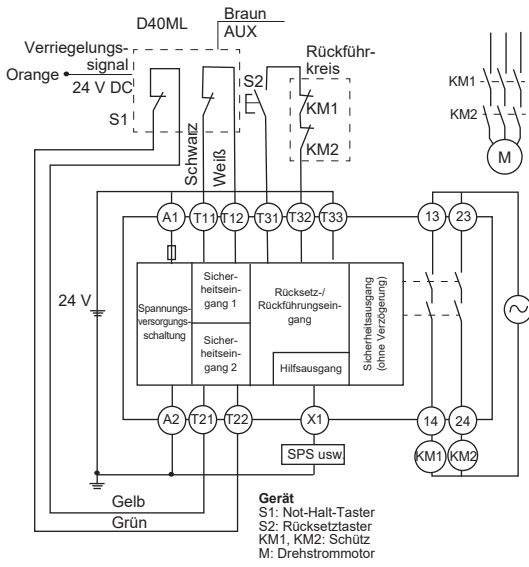 D40ML
Braun
AUX
Verriegelungs-
signal
Orange
24 V DC
S1
S2
Rückführ-
kreis
KM1
KM2
Schwarz
Weiß
KM1
KM2
M
A1
T11
T12
T31
T32
T33
13
23
24 V
Spannungs-
versorgungs-
schaltung
Sicher-
heitsein-
gang 1
Sicher-
heitsein-
gang 2
Rücksetz-/
Rückführungsein-
gang
Hilfsausgang
Sicherheitsausgang
(ohne Verzögerung)
A2
T21
T22
X1
14
24
KM1
KM2
SPS usw.
Gelb
Grün
Gerät
S1: Not-Halt-Taster
S2: Rücksetztaster
KM1, KM2: Schütz
M: Drehstrommotor